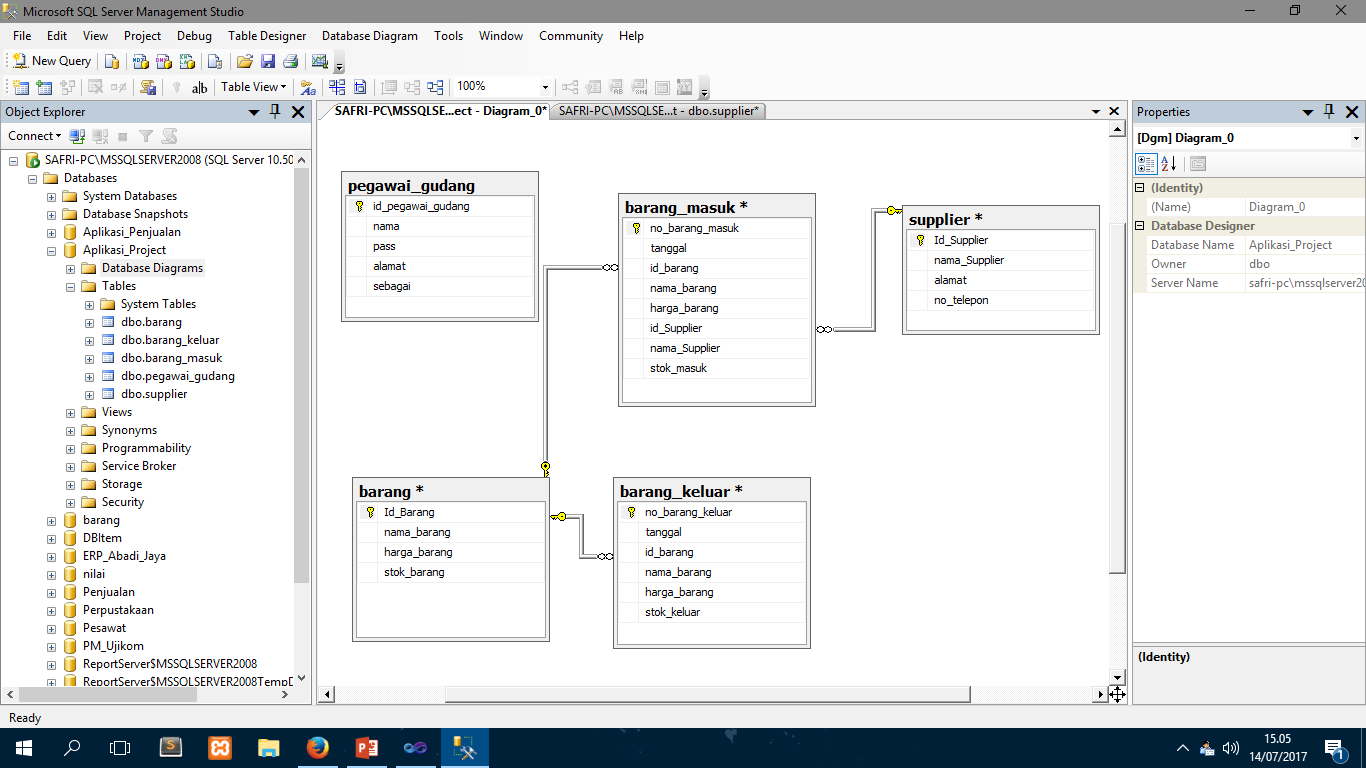 Microsoft SQL Server Management Studio
File Edit View Project Debug Table Designer Database Diagram Tools Window Community Help
New Query
MDX DMX
ab Table View 100%
Object Explorer
Connect
SAFRI-PC\MSSQLSERVER2008 (SQL Server 10.50
Databases
System Databases
Database Snapshots
Aplikasi_Penjualan
Aplikasi_Project
Database Diagrams
Tables
System Tables
dbo.barang
dbo.barang_keluar
dbo.barang_masuk
dbo.pegawai_gudang
dbo.supplier
Views
Synonyms
Programmability
Service Broker
Storage
Security
barang
DBItem
ERP_Abadi_Jaya
nilai
Penjualan
Perpustakaan
Pesawat
PM_Ujikom
ReportServer$MSSQLSERVER2008
ReportServer$MSSQLSERVER2008TempD
SAFRI-PC\MSSQLSE...ect - Diagram_0* SAFRI-PC\MSSQLSE...t - dbo.supplier*
pegawai_gudang
id_pegawai_gudang
nama
pass
alamat
sebagai
barang_masuk *
no_barang_masuk
tanggal
id_barang
nama_barang
harga_barang
id_Supplier
nama_Supplier
stok_masuk
supplier *
Id_Supplier
nama_Supplier
alamat
no_telepon
barang *
Id_Barang
nama_barang
harga_barang
stok_barang
barang_keluar *
no_barang_keluar
tanggal
id_barang
nama_barang
harga_barang
stok_keluar
Properties
[Dgm] Diagram_0
(Identity)
(Name) Diagram_0
Database Designer
Database Name Aplikasi_Project
Owner dbo
Server Name safri-pc\mssqlserver20
(Identity)
Ready
15.05
14/07/2017
1